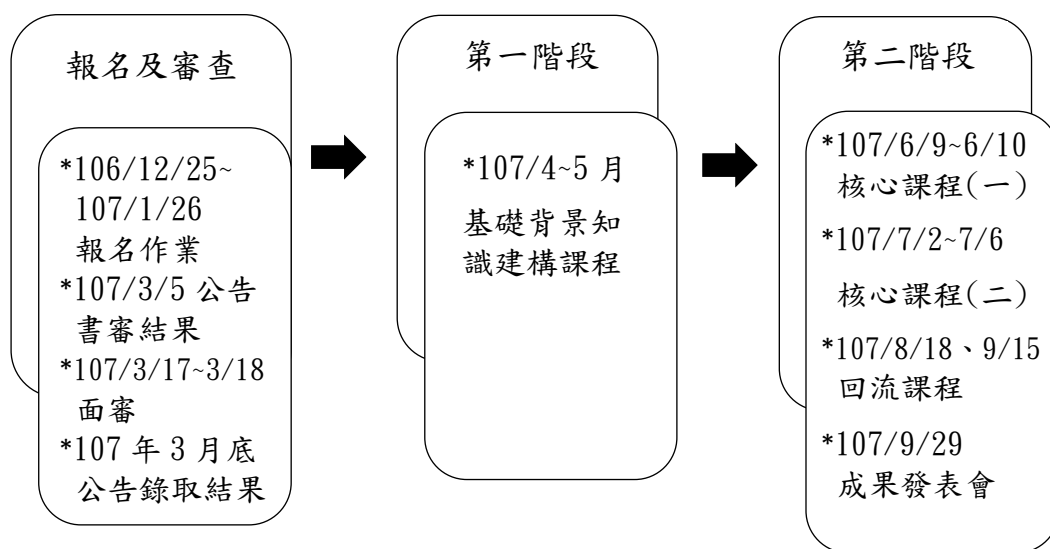 報名及審查
*106/12/25~
107/1/26
報名作業
*107/3/5 公告
書審結果
*107/3/17~3/18
面審
*107 年 3 月底
公告錄取結果
第一階段
*107/4~5 月
基礎背景知
識建構課程
第二階段
*107/6/9~6/10
核心課程(一)
*107/7/2~7/6
核心課程(二)
*107/8/18、9/15
回流課程
*107/9/29
成果發表會